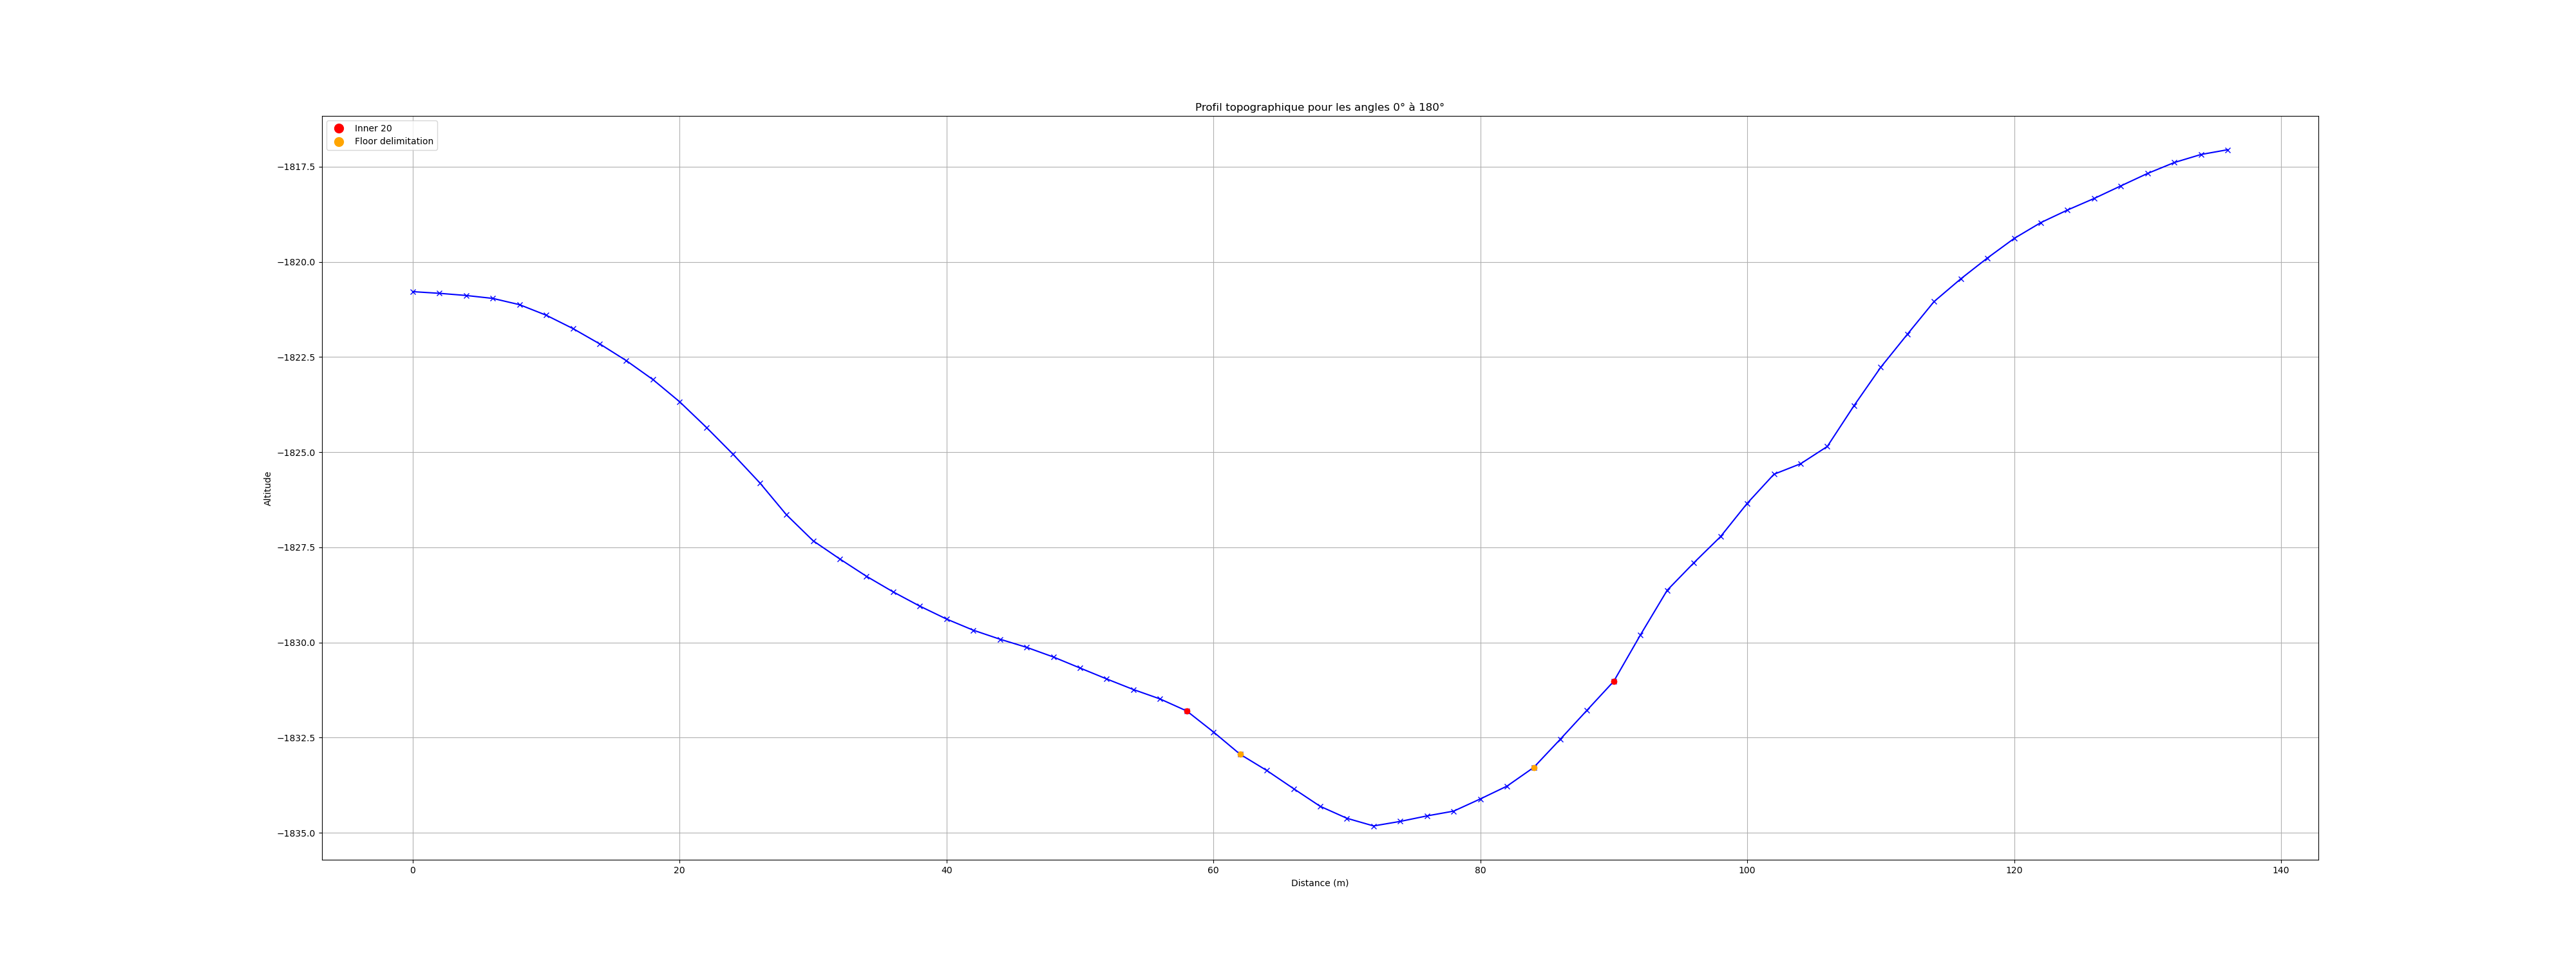 Profil topographique pour les angles 0° à 180°
Inner 20
Floor delimitation
−1817.5
−1820.0
−1822.5
−1825.0
−1827.5
−1830.0
−1832.5
−1835.0
Altitude
0 20 40 60 80 100 120 140
Distance (m)